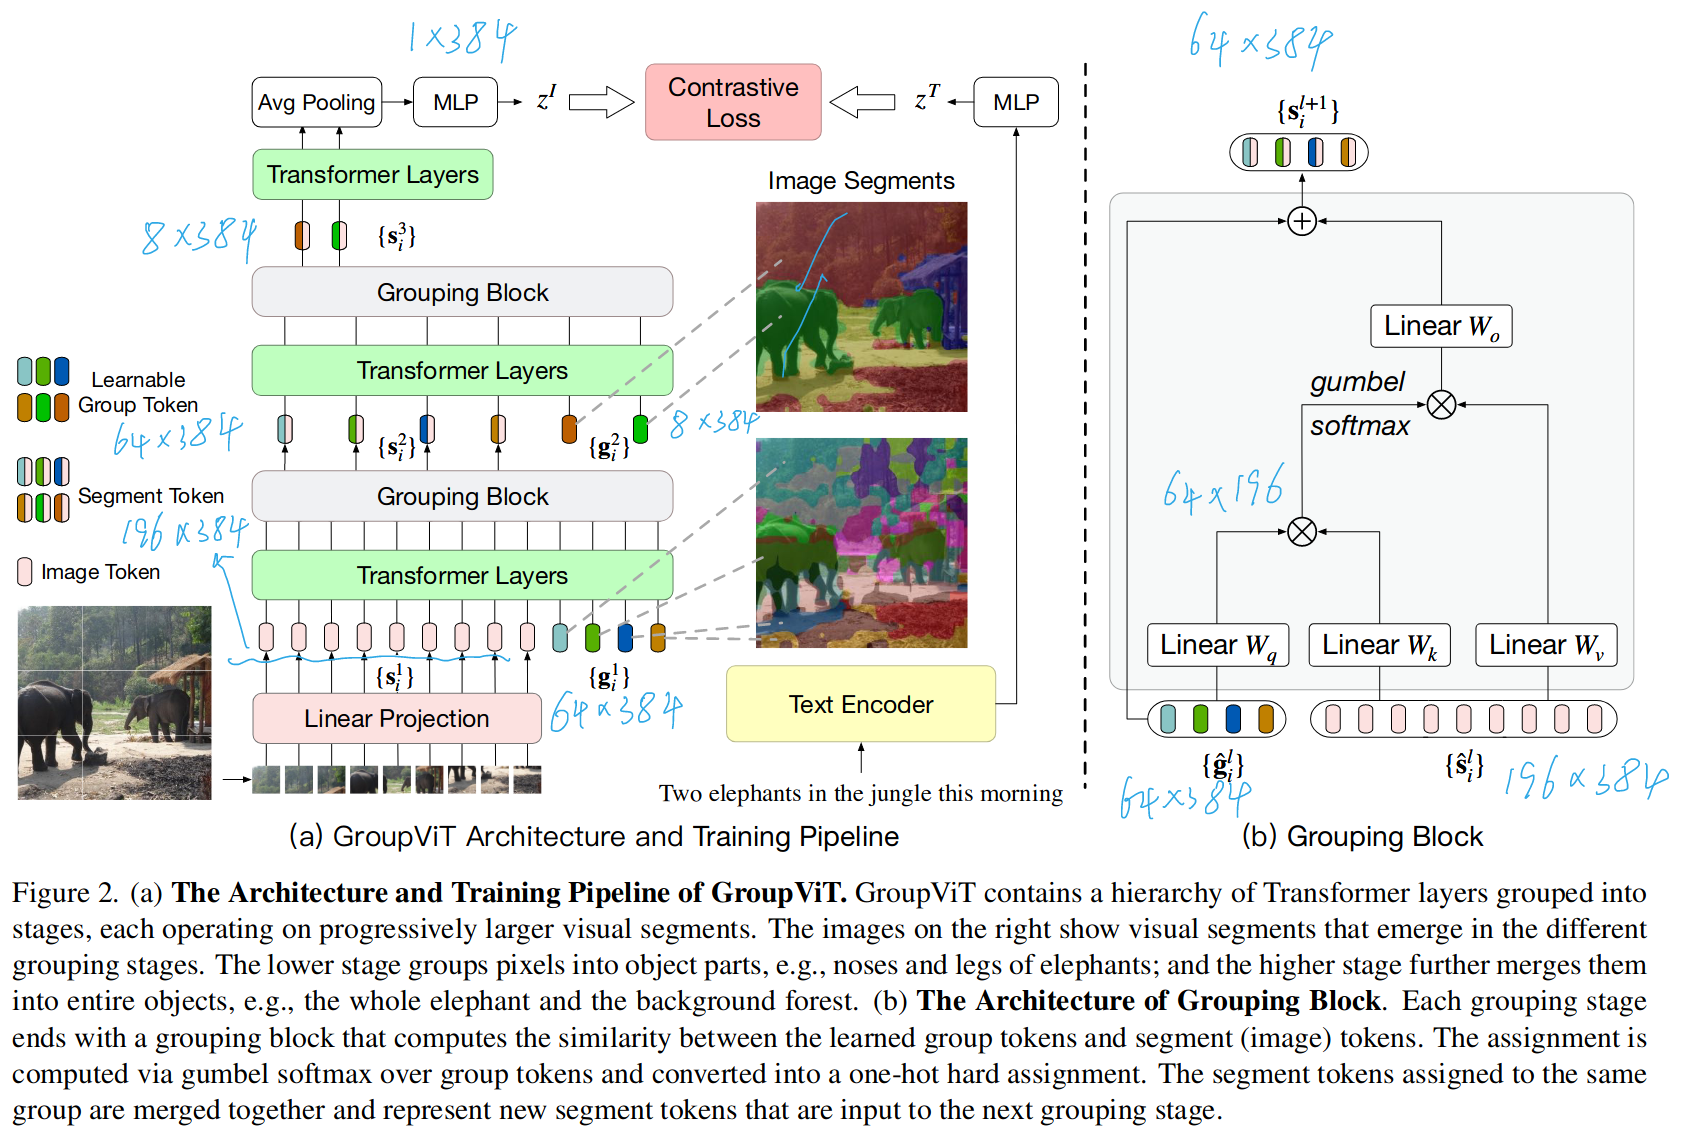 1×384
64×384
Avg Pooling
MLP
z^I
Contrastive
Loss
z^T
MLP
{s_i^{l+1}}
Transformer Layers
Image Segments
8×384
{s_i^3}
Grouping Block
Linear W_o
Transformer Layers
Learnable
Group Token
gumbel
softmax
64×384
{s_i^2}
{g_i^2}
8×384
Grouping Block
Segment Token
64×196
196×384
Transformer Layers
Image Token
Linear W_q
Linear W_k
Linear W_v
{s_i^1}
{g_i^1}
64×384
Linear Projection
Text Encoder
{ĝ_i^l}
{ŝ_i^l}
64×384
196×384
Two elephants in the jungle this morning
(a) GroupViT Architecture and Training Pipeline
(b) Grouping Block
Figure 2. (a) The Architecture and Training Pipeline of GroupViT. GroupViT contains a hierarchy of Transformer layers grouped into
stages, each operating on progressively larger visual segments. The images on the right show visual segments that emerge in the different
grouping stages. The lower stage groups pixels into object parts, e.g., noses and legs of elephants; and the higher stage further merges them
into entire objects, e.g., the whole elephant and the background forest. (b) The Architecture of Grouping Block. Each grouping stage
ends with a grouping block that computes the similarity between the learned group tokens and segment (image) tokens. The assignment is
computed via gumbel softmax over group tokens and converted into a one-hot hard assignment. The segment tokens assigned to the same
group are merged together and represent new segment tokens that are input to the next grouping stage.